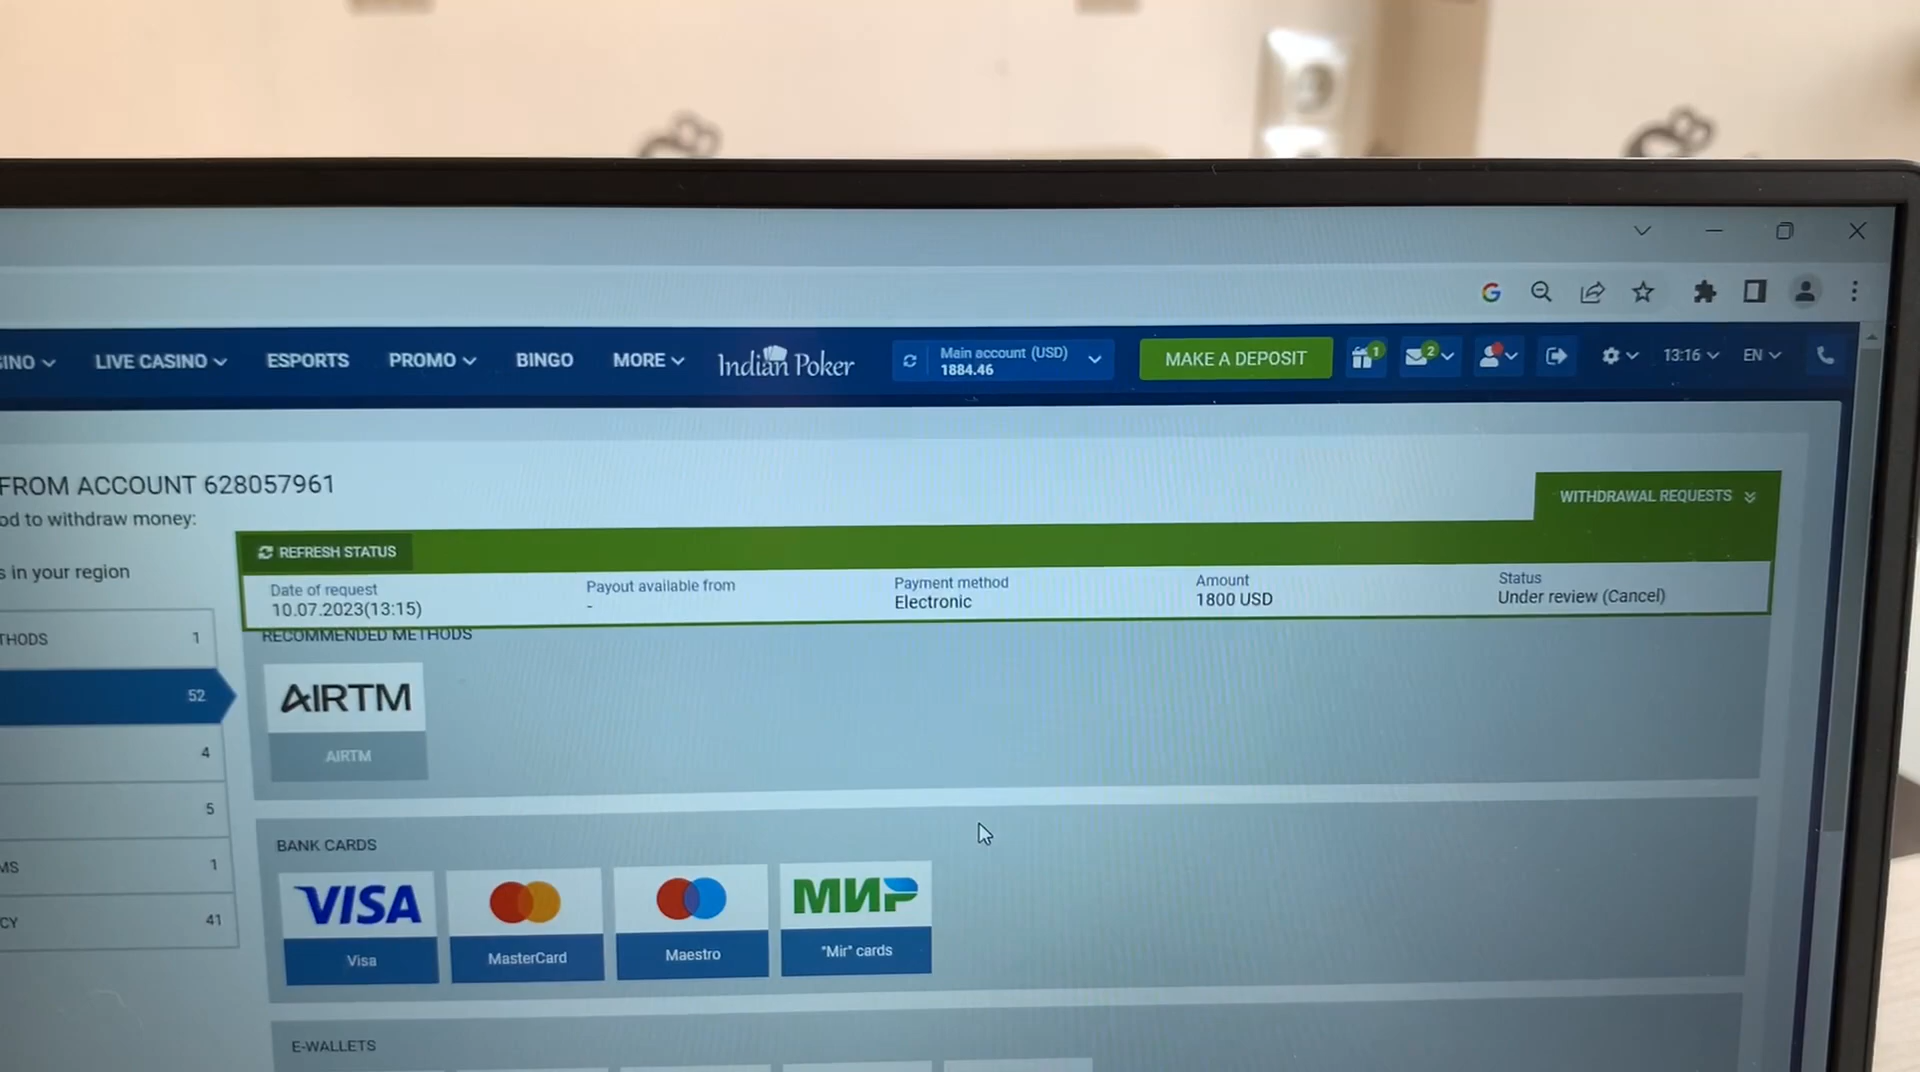 INO
LIVE CASINO
ESPORTS
PROMO
BINGO
MORE
Indian Poker
Main account (USD)
1884.46
MAKE A DEPOSIT
1
2
13:16
EN
FROM ACCOUNT 628057961
WITHDRAWAL REQUESTS
od to withdraw money:
REFRESH STATUS
s in your region
Date of request
10.07.2023(13:15)
Payout available from
-
Payment method
Electronic
Amount
1800 USD
Status
Under review (Cancel)
RECOMMENDED METHODS
THODS 1
52
4
5
MS 1
CY 41
AIRTM
AIRTM
BANK CARDS
VISA
Visa
MasterCard
Maestro
МИР
"Mir" cards
E-WALLETS